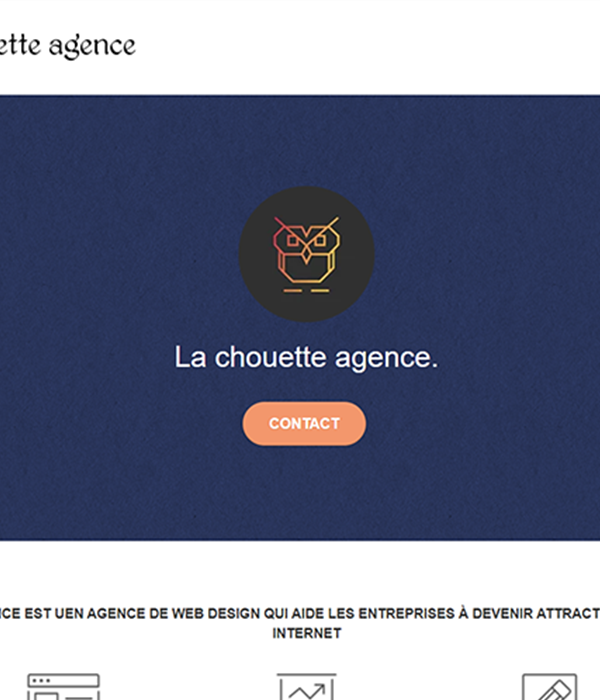 ette agence
La chouette agence.
CONTACT
NCE EST UEN AGENCE DE WEB DESIGN QUI AIDE LES ENTREPRISES À DEVENIR ATTRACT
INTERNET